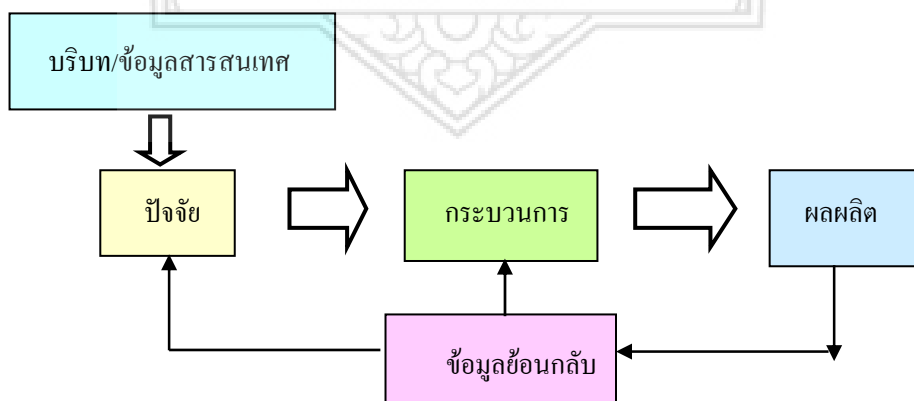 บริบท/ข้อมูลสารสนเทศ
ปัจจัย
กระบวนการ
ผลผลิต
ข้อมูลย้อนกลับ